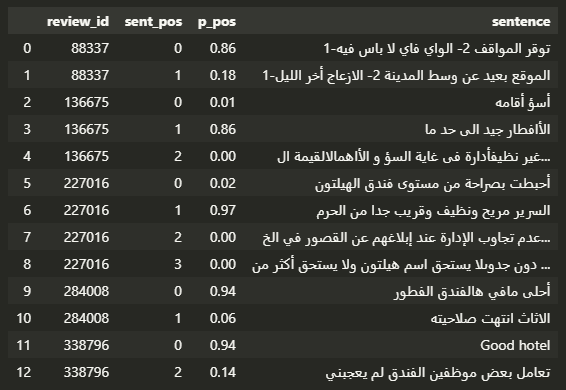 review_id sent_pos p_pos sentence
0 88337 0 0.86 توقر المواقف 2- الواي فاي لا باس فيه-1
1 88337 1 0.18 الموقع بعيد عن وسط المدينة 2- الازعاج أخر الليل-1
2 136675 0 0.01 أسؤ أقامه
3 136675 1 0.86 الأافطار جيد الى حد ما
4 136675 2 0.00 ...غير نظيفأدارة فى غاية السؤ و الأاهمالالقيمة ال
5 227016 0 0.02 أحبطت بصراحة من مستوى فندق الهيلتون
6 227016 1 0.97 السرير مريح ونظيف وقريب جدا من الحرم
7 227016 2 0.00 ...عدم تجاوب الإدارة عند إبلاغهم عن القصور في الخ
8 227016 3 0.00 ... دون جدوىلا يستحق اسم هيلتون ولا يستحق أكثر من
9 284008 0 0.94 أحلى مافي هالفندق الفطور
10 284008 1 0.06 الاثاث انتهت صلاحيته
11 338796 0 0.94 Good hotel
12 338796 2 0.14 تعامل بعض موظفين الفندق لم يعجبني